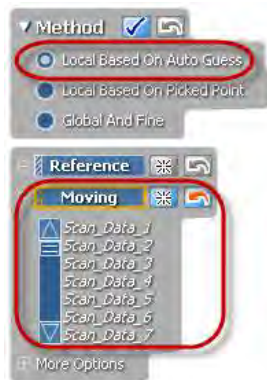 Method
Local Based On Auto Guess
Local Based On Picked Point
Global And Fine
Reference
Moving
Scan_Data_1
Scan_Data_2
Scan_Data_3
Scan_Data_4
Scan_Data_5
Scan_Data_6
Scan_Data_7
More Options